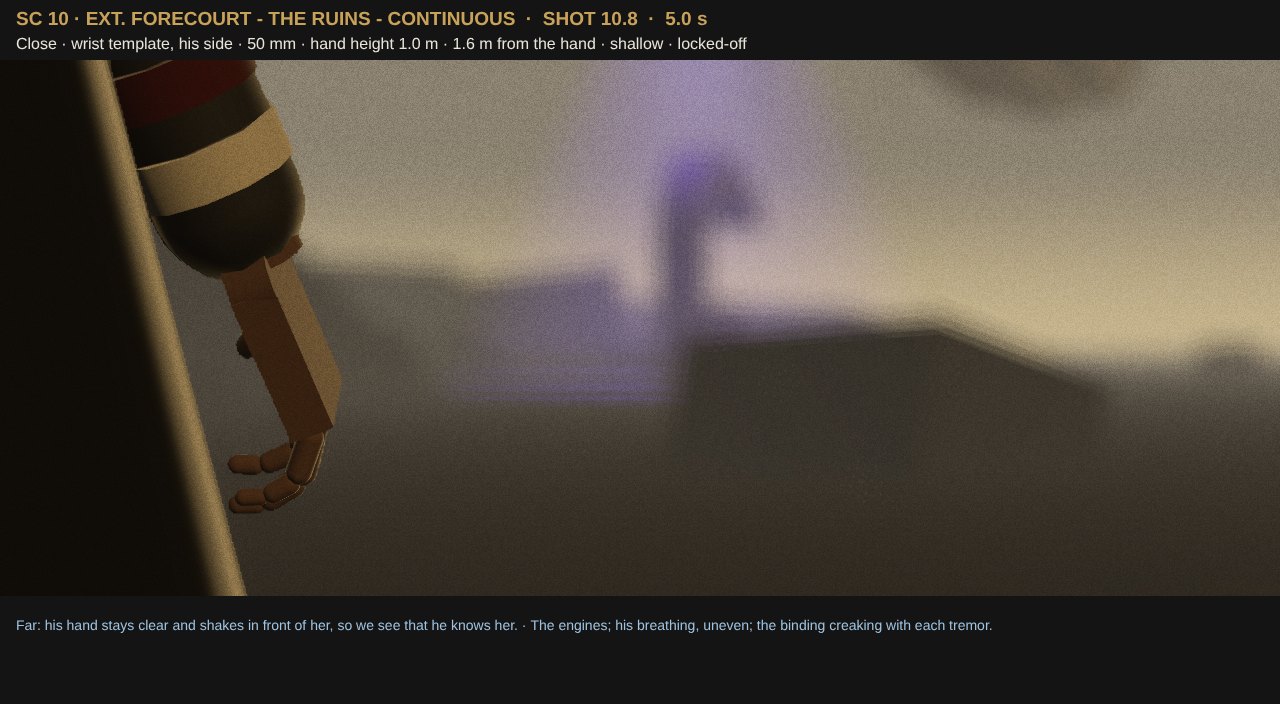 SC 10 · EXT. FORECOURT - THE RUINS - CONTINUOUS · SHOT 10.8 · 5.0 s
Close · wrist template, his side · 50 mm · hand height 1.0 m · 1.6 m from the hand · shallow · locked-off
Far: his hand stays clear and shakes in front of her, so we see that he knows her. · The engines; his breathing, uneven; the binding creaking with each tremor.